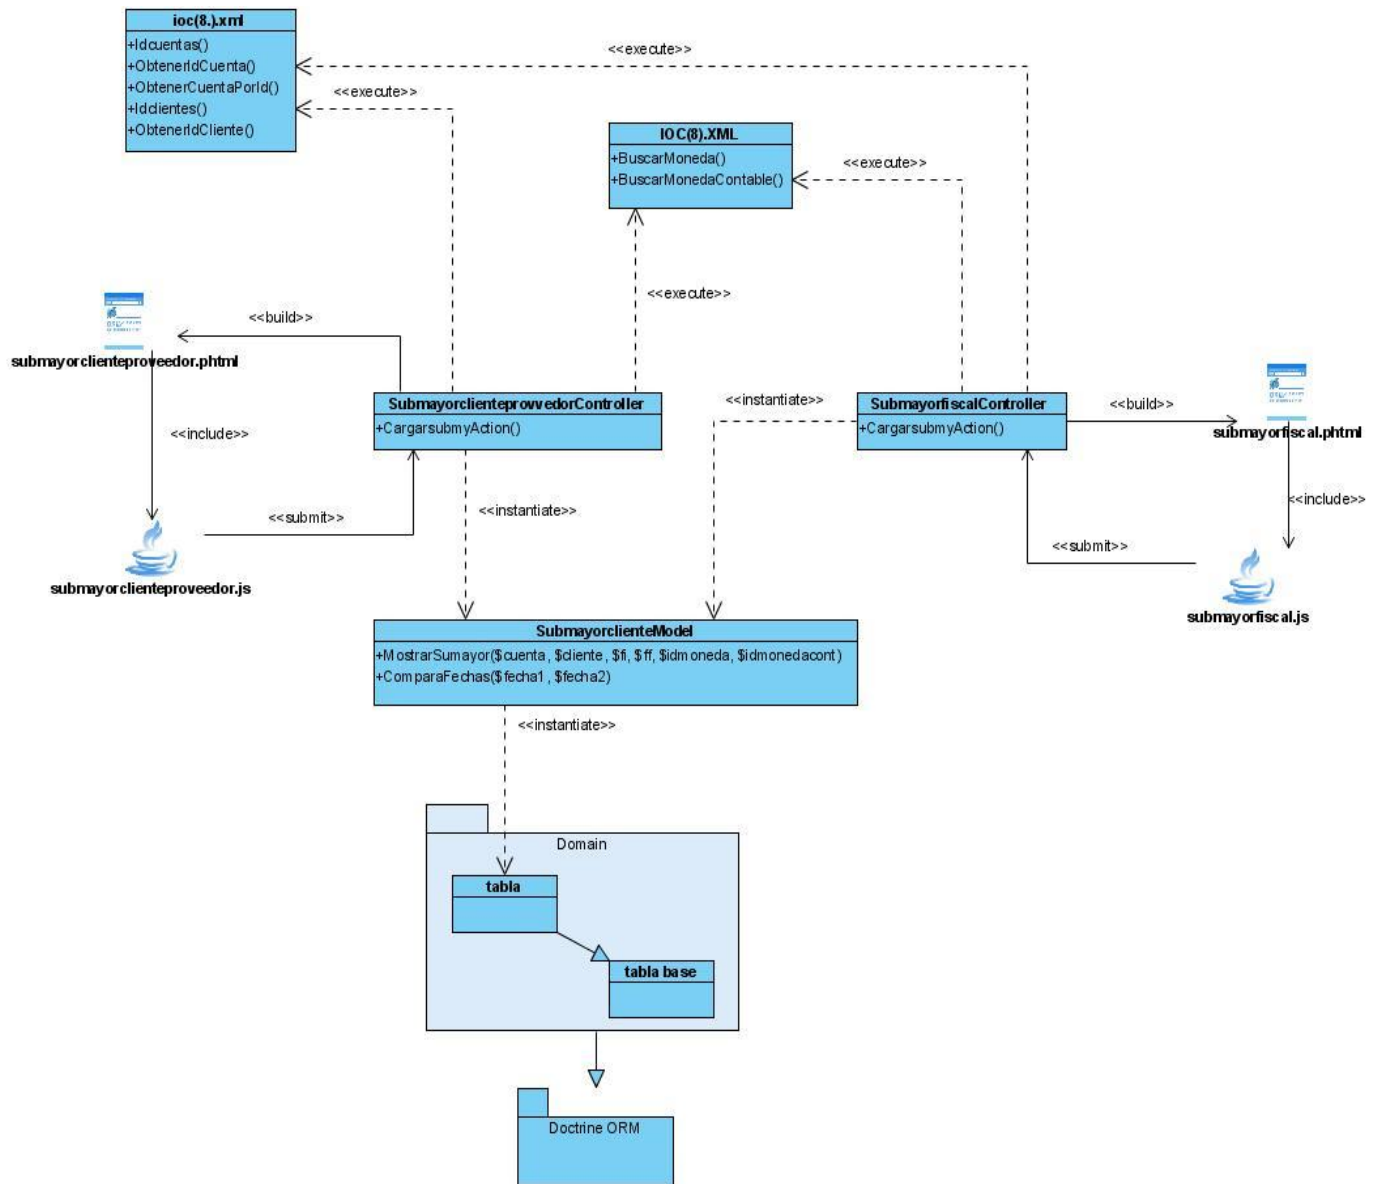 ioc(8.).xml
+Idcuentas()
+ObtenerIdCuenta()
+ObtenerCuentaPorId()
+Idclientes()
+ObtenerIdCliente()
<<execute>>
<<execute>>
IOC(8).XML
+BuscarMoneda()
+BuscarMonedaContable()
<<execute>>
<<execute>>
<<build>>
submayorclienteproveedor.phtml
<<include>>
SubmayorclienteprovvedorController
+CargarsubmyAction()
<<instantiate>>
SubmayorfiscalController
+CargarsubmyAction()
<<build>>
submayorfiscal.phtml
<<include>>
<<submit>>
<<instantiate>>
<<submit>>
submayorclienteproveedor.js
submayorfiscal.js
SubmayorclienteModel
+MostrarSumayor($cuenta, $cliente, $fi, $ff, $idmoneda, $idmonedacont)
+ComparaFechas($fecha1, $fecha2)
<<instantiate>>
Domain
tabla
tabla base
Doctrine ORM